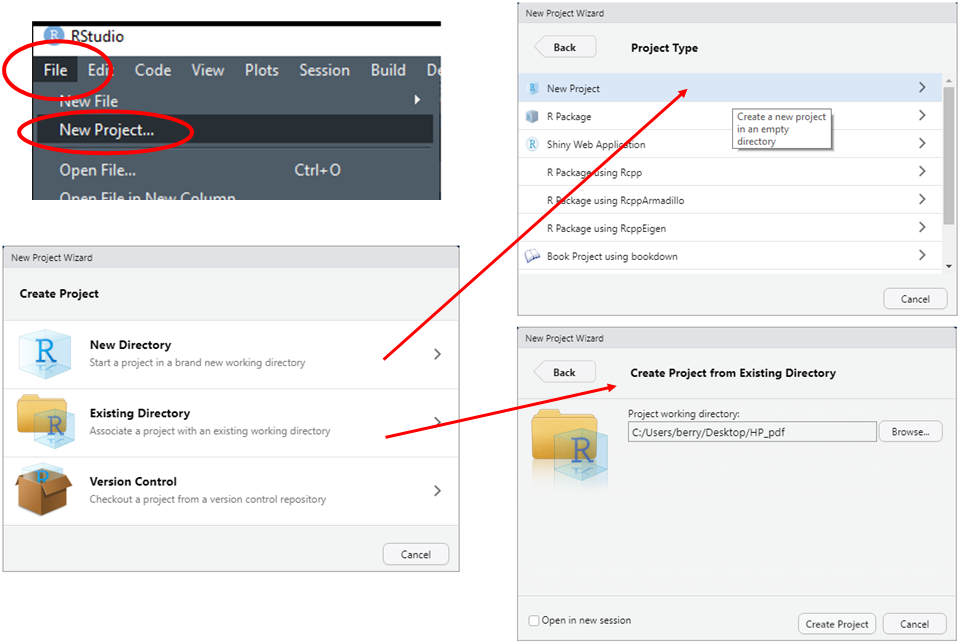 RStudio
File Edit Code View Plots Session Build De
New File
New Project...
Open File... Ctrl+O
Open File in New Column
New Project Wizard
Create Project
New Directory
Start a project in a brand new working directory
Existing Directory
Associate a project with an existing working directory
Version Control
Checkout a project from a version control repository
Cancel
New Project Wizard
Back
Project Type
New Project
R Package
Shiny Web Application
R Package using Rcpp
R Package using RcppArmadillo
R Package using RcppEigen
Book Project using bookdown
Create a new project
in an empty
directory
Cancel
New Project Wizard
Back
Create Project from Existing Directory
Project working directory:
C:/Users/berry/Desktop/HP_pdf
Browse...
Open in new session
Create Project
Cancel